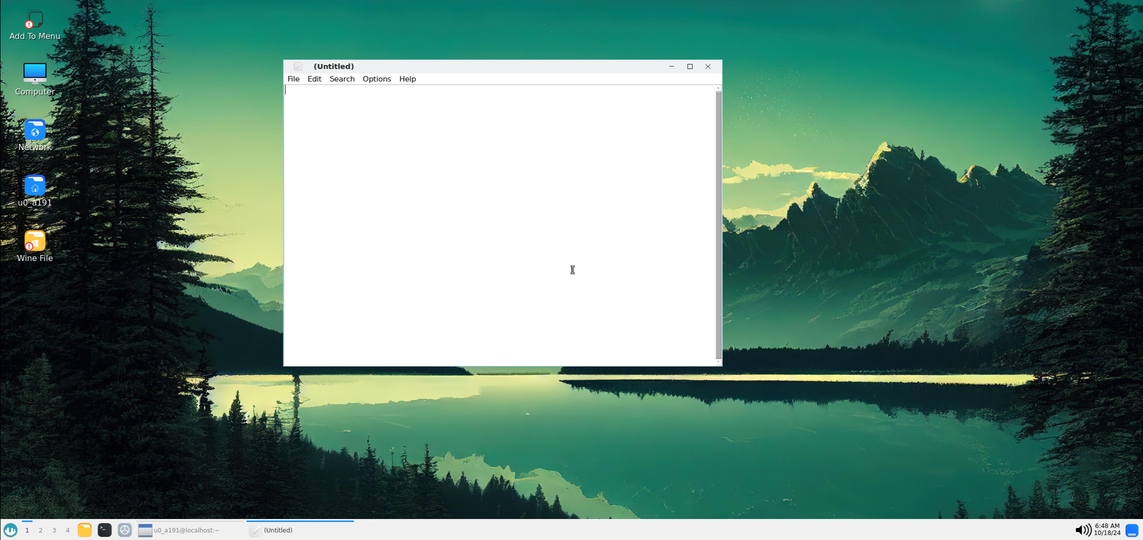 Add To Menu
Computer
Network
u0_a191
Wine File
(Untitled)
File Edit Search Options Help
1 2 3 4 u0_a191@localhost:~ (Untitled)
6:48 AM
10/18/24